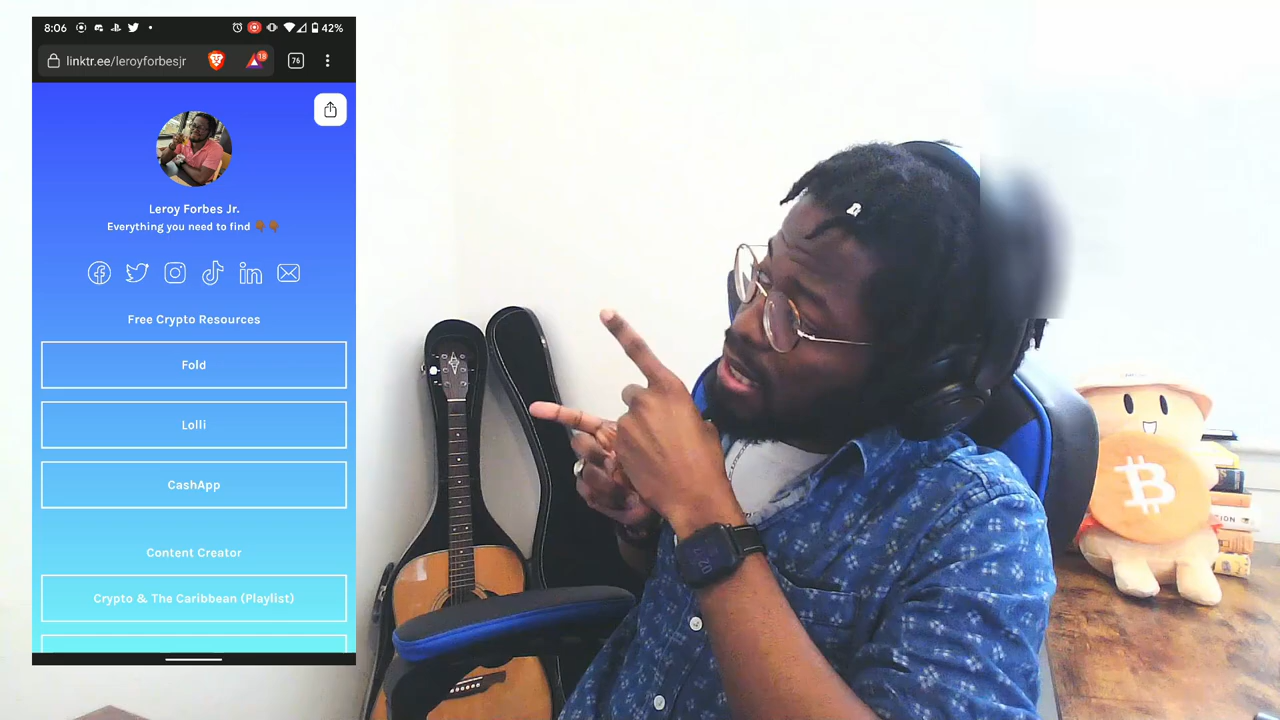 8:06
42%
linktr.ee/leroyforbesjr
18
76
Leroy Forbes Jr.
Everything you need to find 👇🏾👇🏾
Free Crypto Resources
Fold
Lolli
CashApp
Content Creator
Crypto & The Caribbean (Playlist)